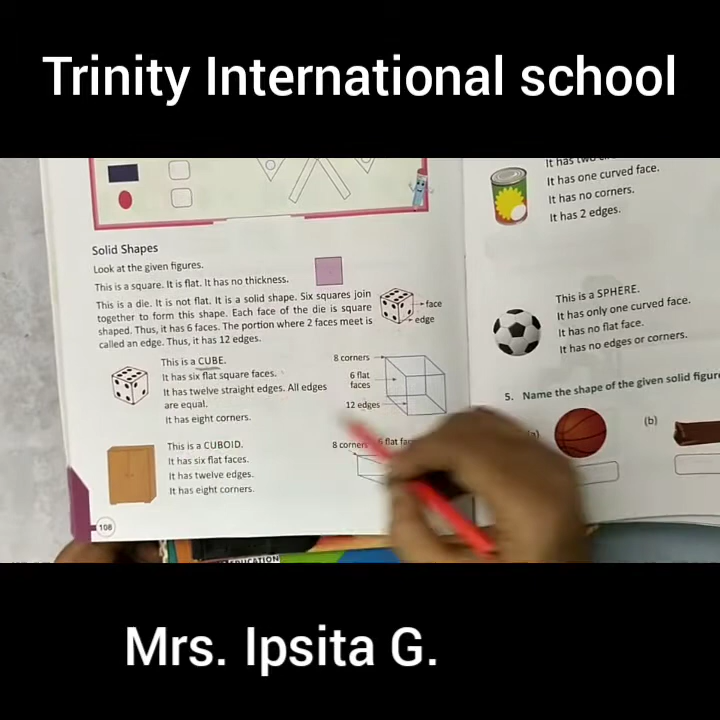 Trinity International school
Solid Shapes
Look at the given figures.
This is a square. It is flat. It has no thickness.
This is a die. It is not flat. It is a solid shape. Six squares join
together to form this shape. Each face of the die is square
shaped. Thus, it has 6 faces. The portion where 2 faces meet is
called an edge. Thus, it has 12 edges.
face
edge
This is a CUBE.
It has six flat square faces.
It has twelve straight edges. All edges
are equal.
It has eight corners.
8 corners
6 flat
faces
12 edges
This is a CUBOID.
It has six flat faces.
It has twelve edges.
It has eight corners.
8 corners
6 flat
108
It has two
It has one curved face.
It has no corners.
It has 2 edges.
This is a SPHERE.
It has only one curved face.
It has no flat face.
It has no edges or corners.
5. Name the shape of the given solid
(b)
Mrs. Ipsita G.